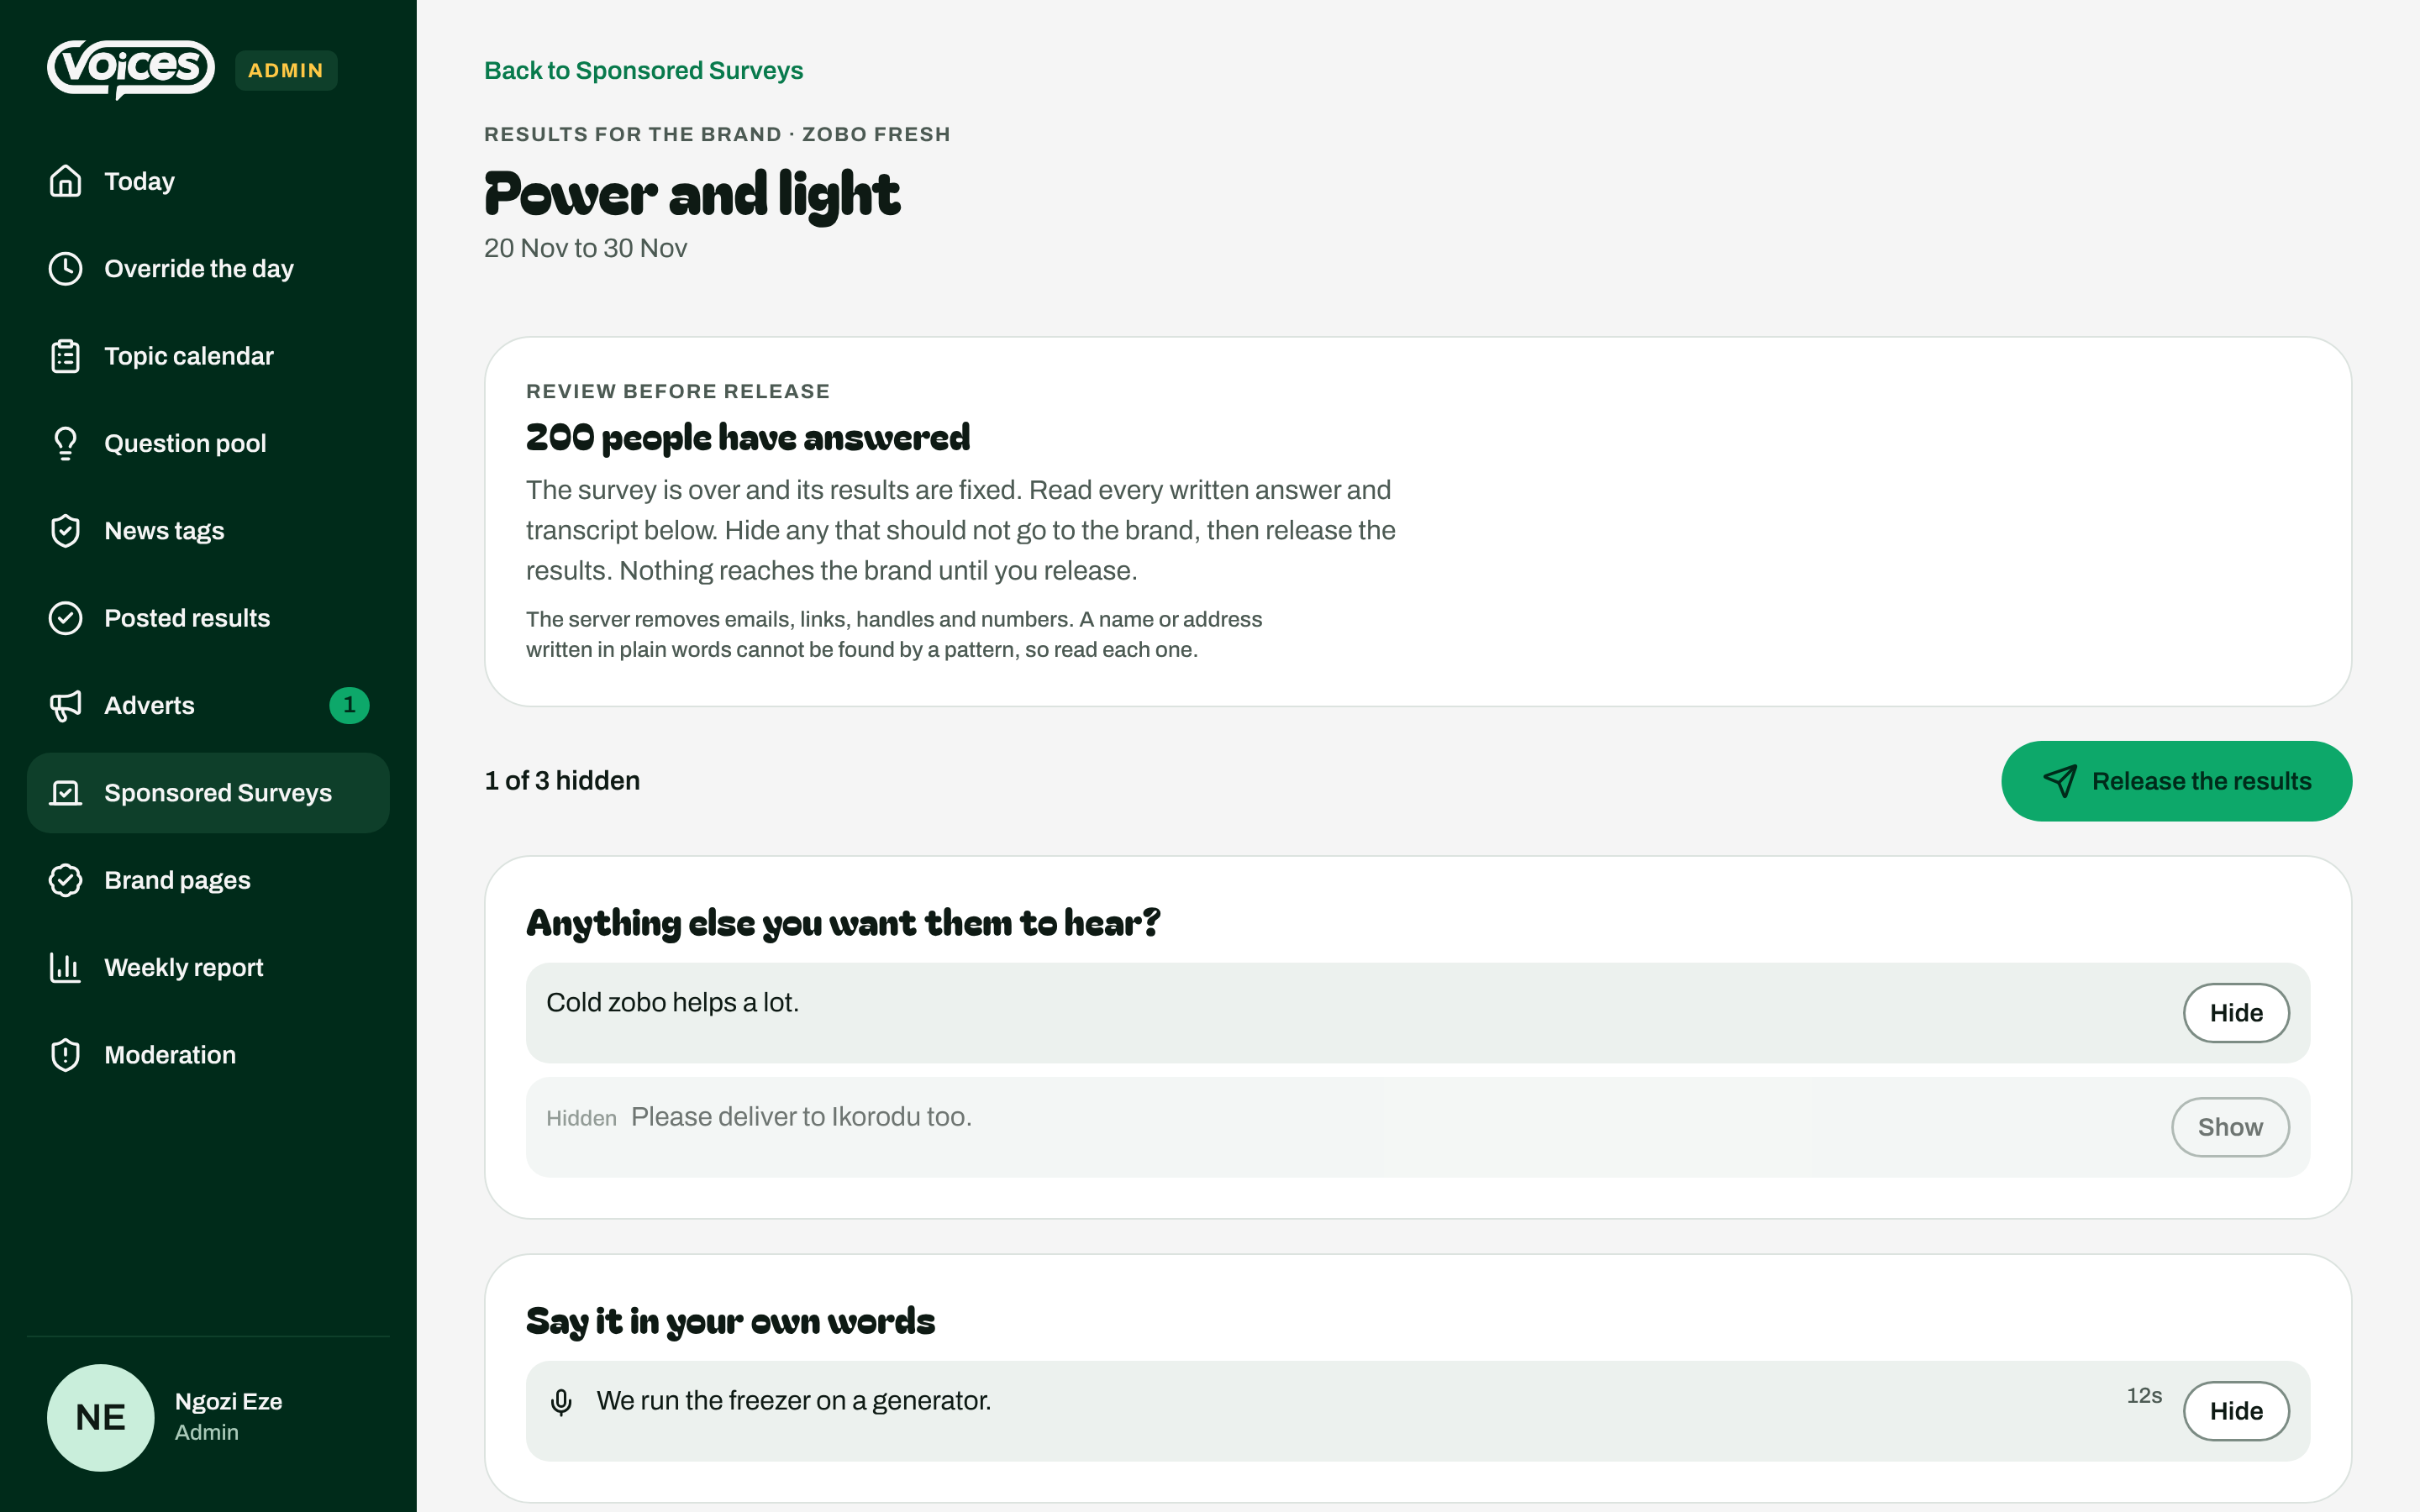 Voices
ADMIN
Today
Override the day
Topic calendar
Question pool
News tags
Posted results
Adverts
1
Sponsored Surveys
Brand pages
Weekly report
Moderation
NE
Ngozi Eze
Admin
Back to Sponsored Surveys
RESULTS FOR THE BRAND · ZOBO FRESH
Power and light
20 Nov to 30 Nov
REVIEW BEFORE RELEASE
200 people have answered
The survey is over and its results are fixed. Read every written answer and
transcript below. Hide any that should not go to the brand, then release the
results. Nothing reaches the brand until you release.
The server removes emails, links, handles and numbers. A name or address
written in plain words cannot be found by a pattern, so read each one.
1 of 3 hidden
Release the results
Anything else you want them to hear?
Cold zobo helps a lot.
Hide
Hidden Please deliver to Ikorodu too.
Show
Say it in your own words
We run the freezer on a generator.
12s
Hide